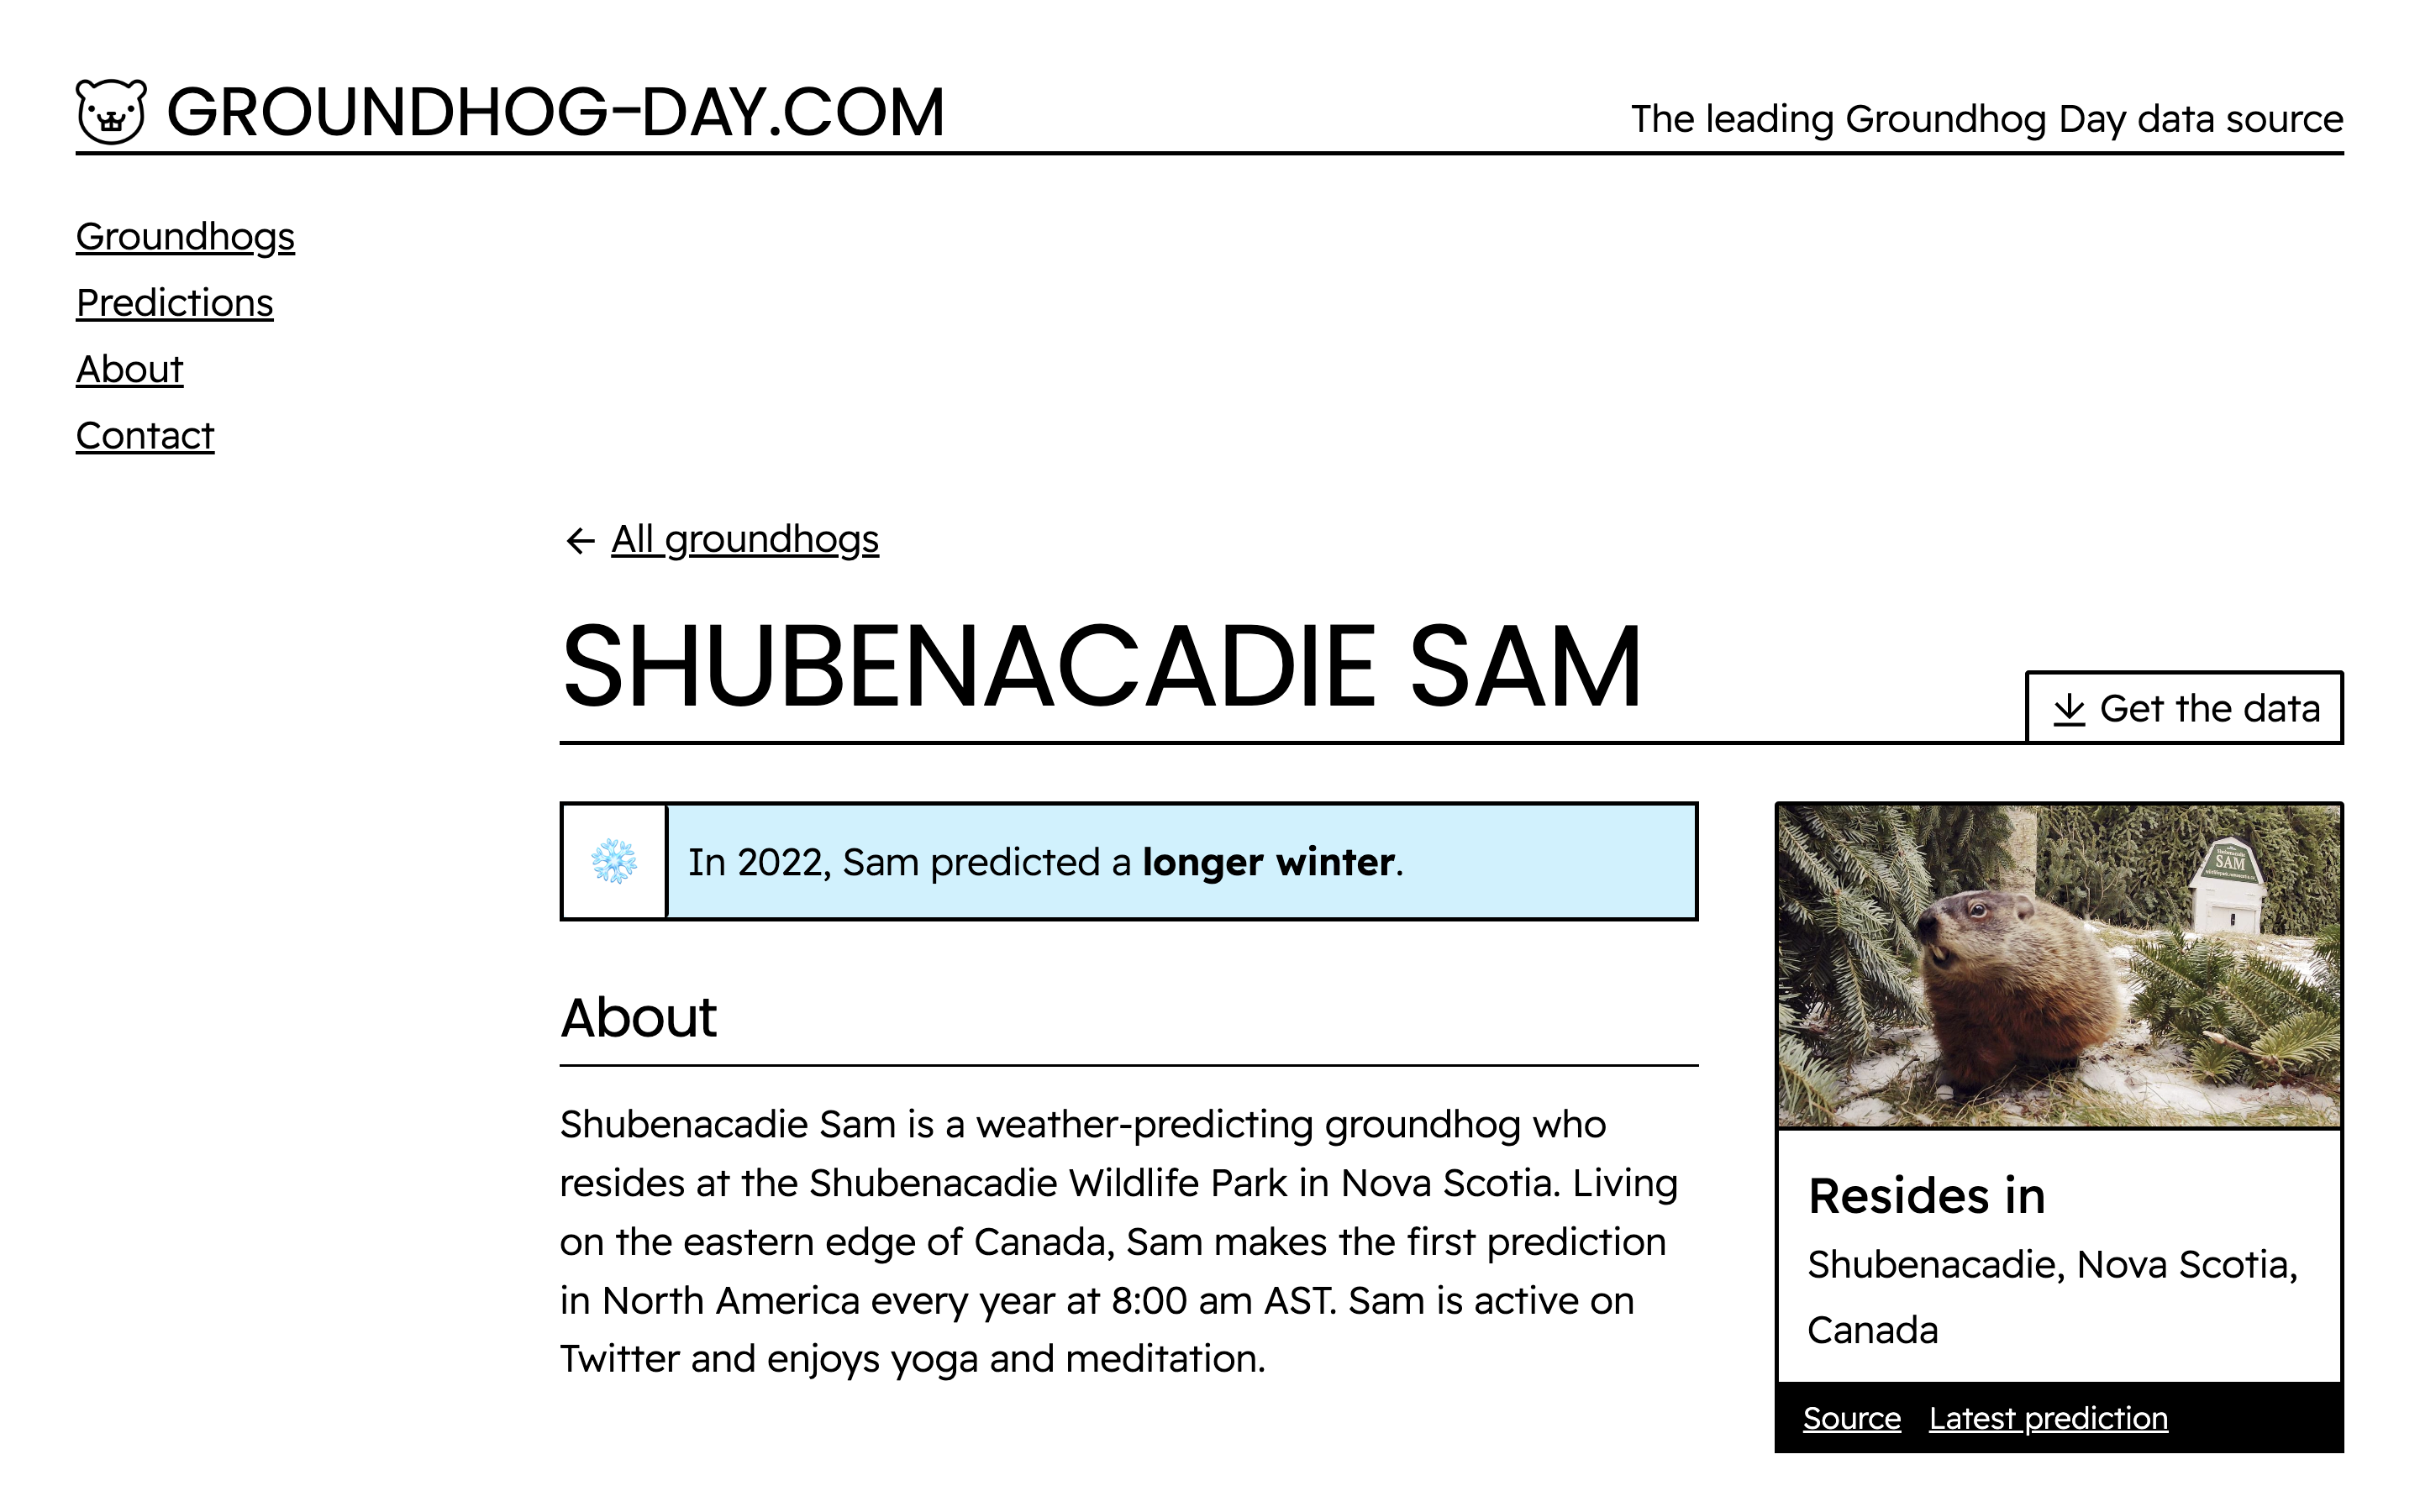 GROUNDHOG-DAY.COM
The leading Groundhog Day data source
Groundhogs
Predictions
About
Contact
← All groundhogs
SHUBENACADIE SAM
Get the data
In 2022, Sam predicted a longer winter.
About
Shubenacadie Sam is a weather-predicting groundhog who
resides at the Shubenacadie Wildlife Park in Nova Scotia. Living
on the eastern edge of Canada, Sam makes the first prediction
in North America every year at 8:00 am AST. Sam is active on
Twitter and enjoys yoga and meditation.
SAM
Resides in
Shubenacadie, Nova Scotia,
Canada
Source Latest prediction